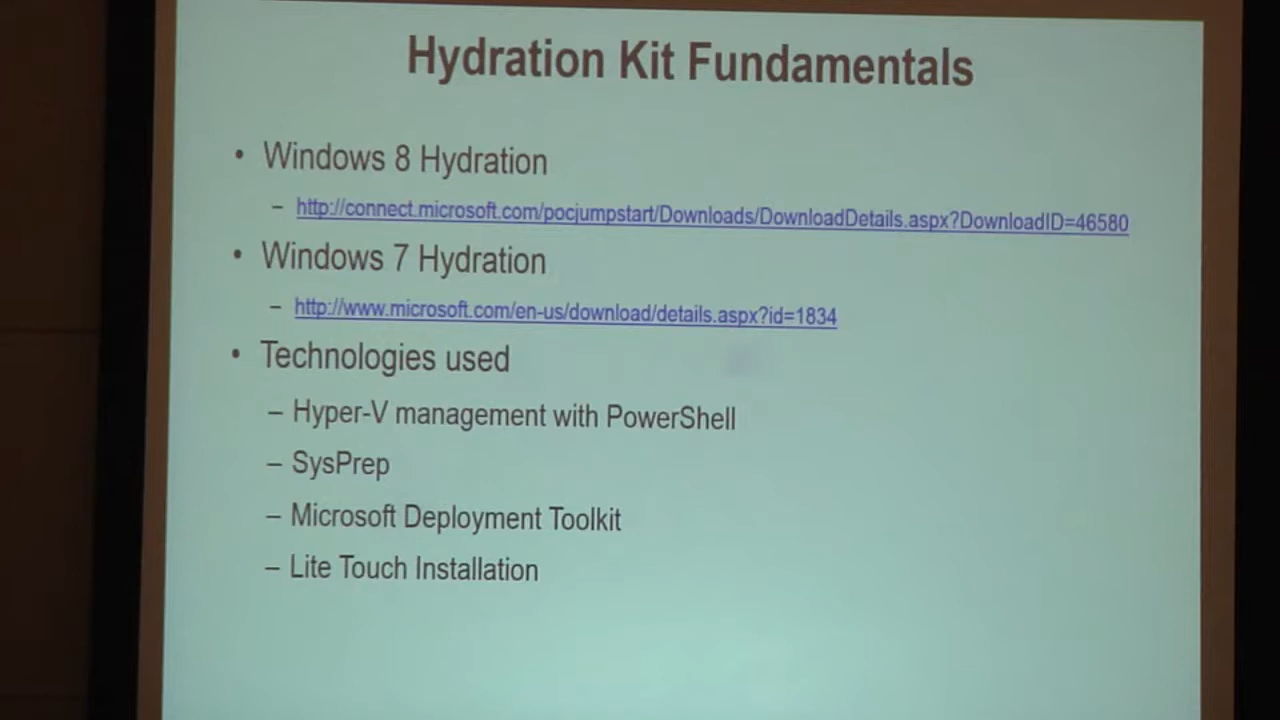 Hydration Kit Fundamentals
• Windows 8 Hydration
– http://connect.microsoft.com/pocjumpstart/Downloads/DownloadDetails.aspx?DownloadID=46580
• Windows 7 Hydration
– http://www.microsoft.com/en-us/download/details.aspx?id=1834
• Technologies used
– Hyper-V management with PowerShell
– SysPrep
– Microsoft Deployment Toolkit
– Lite Touch Installation